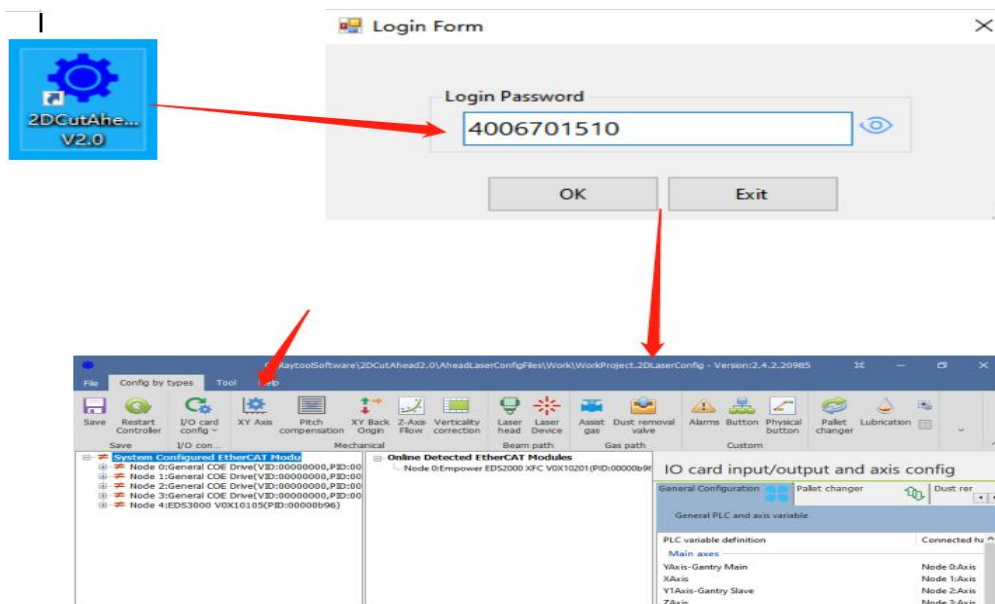 Login Form
Login Password
4006701510
OK
Exit
2DCutAhe...
V2.0
RaytoolSoftware\2DCutAhead2.0\AheadLaserConfigFiles\Work\WorkProject.2DLaserConfig - Version:2.4.2.20985
File Config by types Tool Help
Save Restart Controller I/O card config XY Axis Pitch compensation XY Back Origin Z-Axis Fllow Verticality correction Laser head Laser Device Assist gas Dust removal valve Alarms Button Physical button Pallet changer Lubrication
Save I/O con... Mechanical Beam path Gas path Custom
System Configured EtherCAT Modu
Node 0:General COE Drive(VID:00000000,PID:00
Node 1:General COE Drive(VID:00000000,PID:00
Node 2:General COE Drive(VID:00000000,PID:00
Node 3:General COE Drive(VID:00000000,PID:00
Node 4:EDS3000 V0X10105(PID:00000b96)
Online Detected EtherCAT Modules
Node 0:Empower EDS2000 XFC V0X10201(PID:00000b96
IO card input/output and axis config
General Configuration Pallet changer Dust rer
General PLC and axis variable
PLC variable definition Connected ha
Main axes
YAxis-Gantry Main Node 0:Axis
XAxis Node 1:Axis
Y1Axis-Gantry Slave Node 2:Axis
ZAxis Node 3:Axis